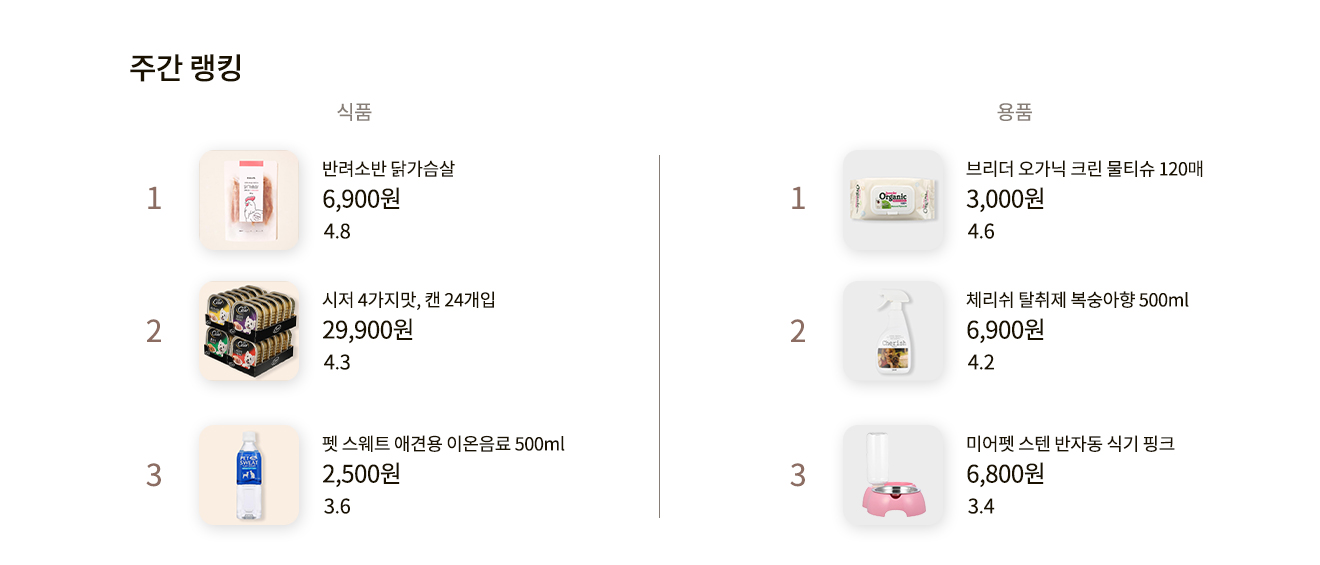 주간 랭킹
식품
1
반려소반 닭가슴살
6,900원
4.8
2
시저 4가지맛, 캔 24개입
29,900원
4.3
3
PET
SWEAT
펫 스웨트 애견용 이온음료 500ml
2,500원
3.6
용품
1
Organic
브리더 오가닉 크린 물티슈 120매
3,000원
4.6
2
Cherish
체리쉬 탈취제 복숭아향 500ml
6,900원
4.2
3
미어펫 스텐 반자동 식기 핑크
6,800원
3.4